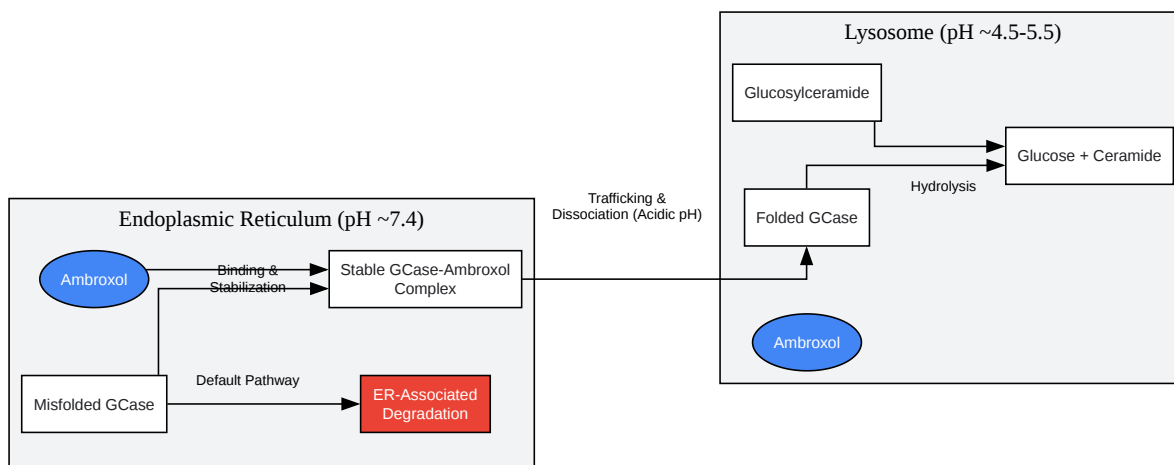 Lysosome (pH ~4.5-5.5)
Glucosylceramide
Glucose + Ceramide
Hydrolysis
Folded GCase
Ambroxol
Trafficking &
Dissociation (Acidic pH)
Endoplasmic Reticulum (pH ~7.4)
Ambroxol
Binding &
Stabilization
Stable GCase-Ambroxol
Complex
Misfolded GCase
Default Pathway
ER-Associated
Degradation